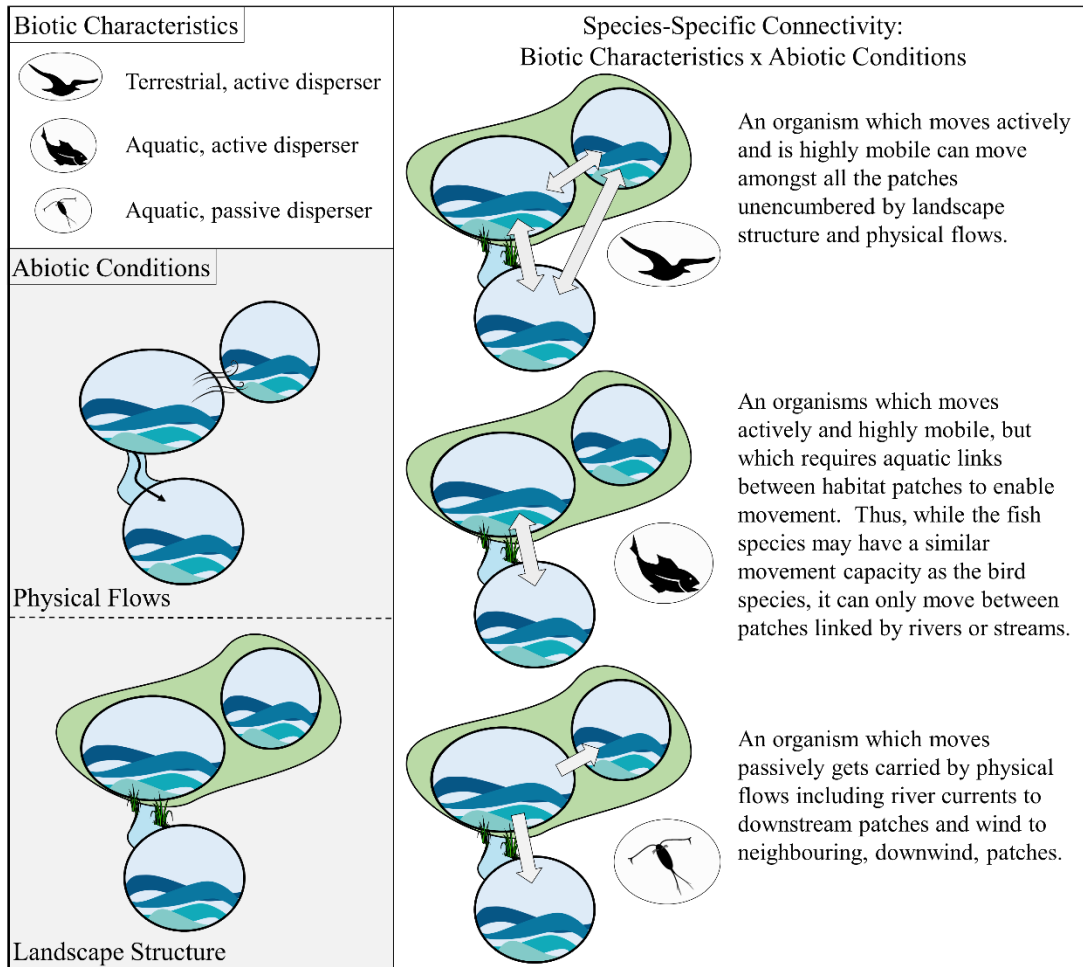 Biotic Characteristics
Terrestrial, active disperser
Aquatic, active disperser
Aquatic, passive disperser
Abiotic Conditions
Physical Flows
Landscape Structure
Species-Specific Connectivity:
Biotic Characteristics x Abiotic Conditions
An organism which moves actively
and is highly mobile can move
amongst all the patches
unencumbered by landscape
structure and physical flows.
An organisms which moves
actively and highly mobile, but
which requires aquatic links
between habitat patches to enable
movement.  Thus, while the fish
species may have a similar
movement capacity as the bird
species, it can only move between
patches linked by rivers or streams.
An organism which moves
passively gets carried by physical
flows including river currents to
downstream patches and wind to
neighbouring, downwind, patches.